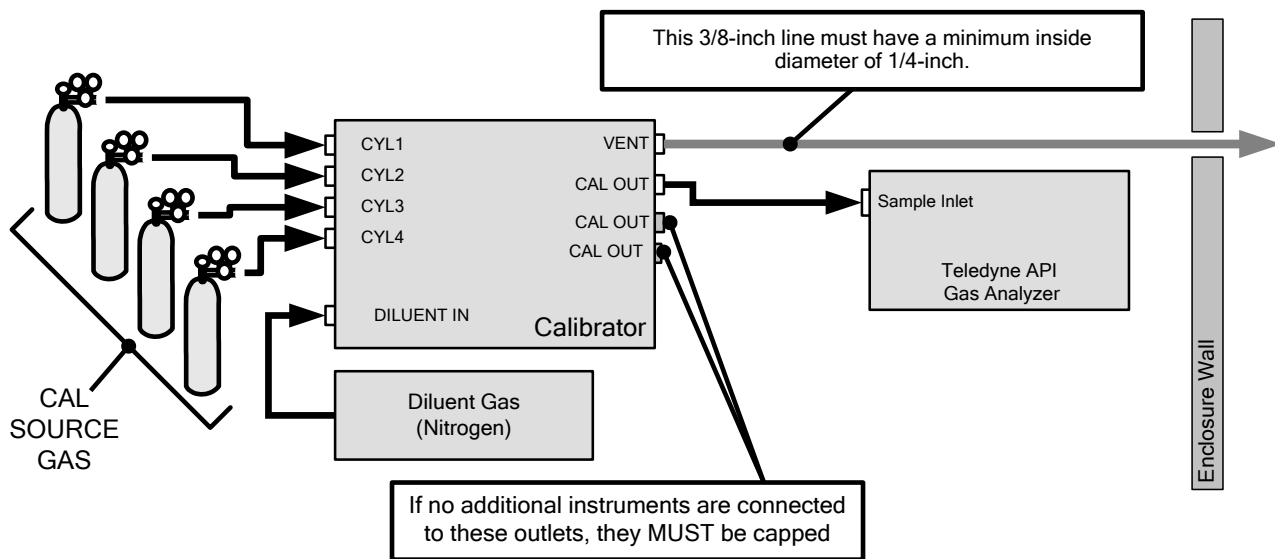 This 3/8-inch line must have a minimum inside
diameter of 1/4-inch.
CYL1
CYL2
CYL3
CYL4
DILUENT IN
VENT
CAL OUT
CAL OUT
CAL OUT
Calibrator
Sample Inlet
Teledyne API
Gas Analyzer
Enclosure Wall
CAL
SOURCE
GAS
Diluent Gas
(Nitrogen)
If no additional instruments are connected
to these outlets, they MUST be capped